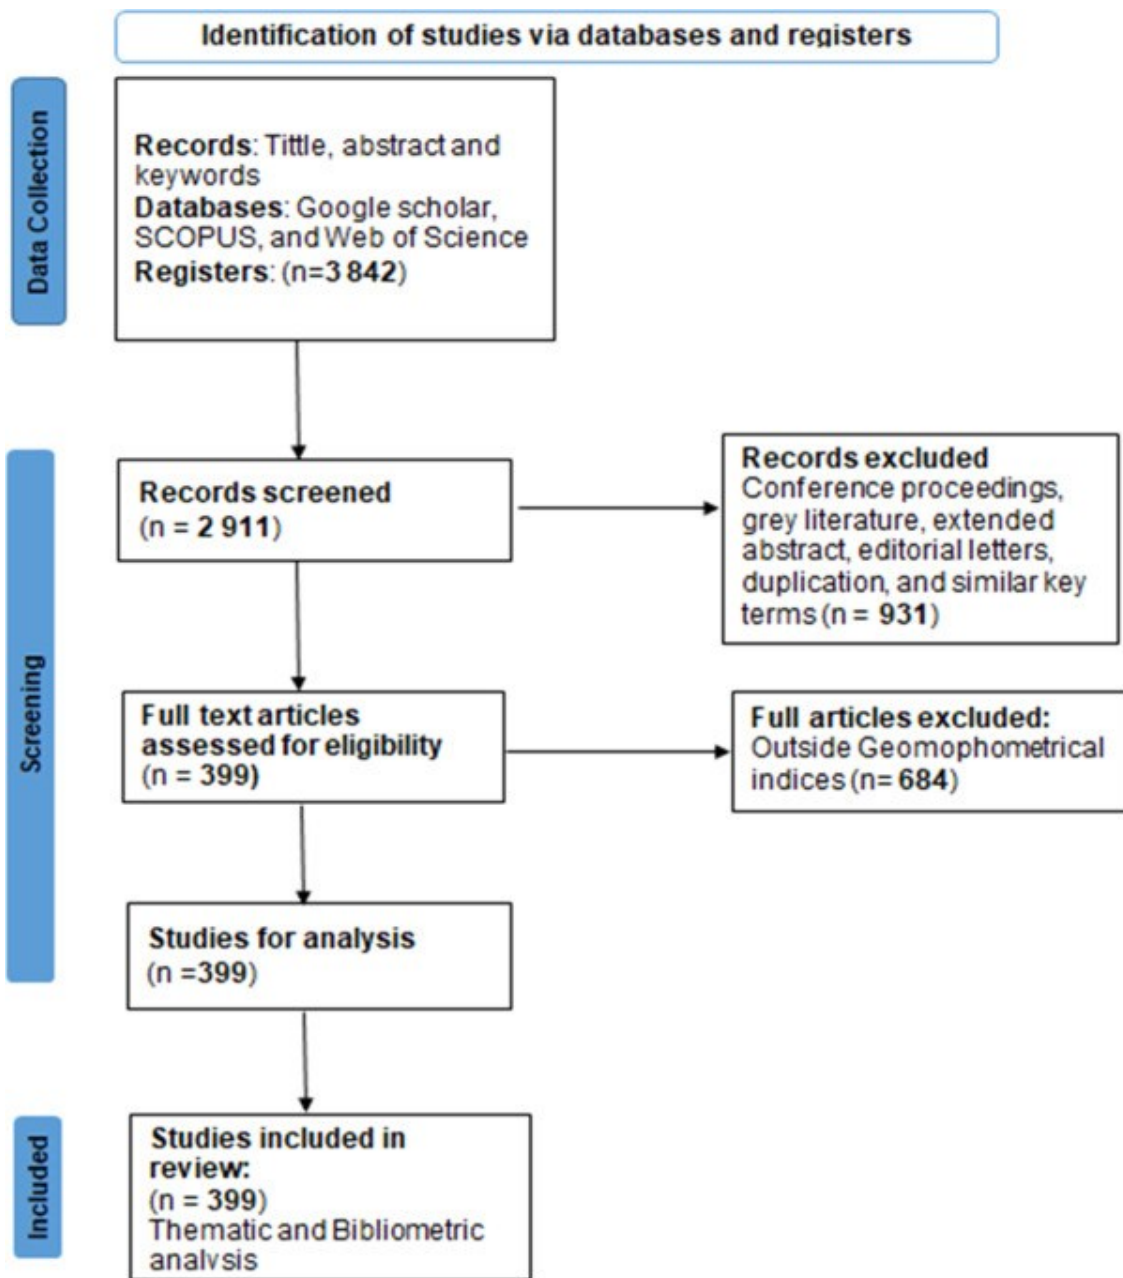 Identification of studies via databases and registers
Data Collection
Records: Tittle, abstract and
keywords
Databases: Google scholar,
SCOPUS, and Web of Science
Registers: (n=3 842)
Screening
Records screened
(n = 2 911)
Records excluded
Conference proceedings,
grey literature, extended
abstract, editorial letters,
duplication, and similar key
terms (n = 931)
Full text articles
assessed for eligibility
(n = 399)
Full articles excluded:
Outside Geomophometrical
indices (n= 684)
Studies for analysis
(n =399)
Included
Studies included in
review:
(n = 399)
Thematic and Bibliometric
analysis